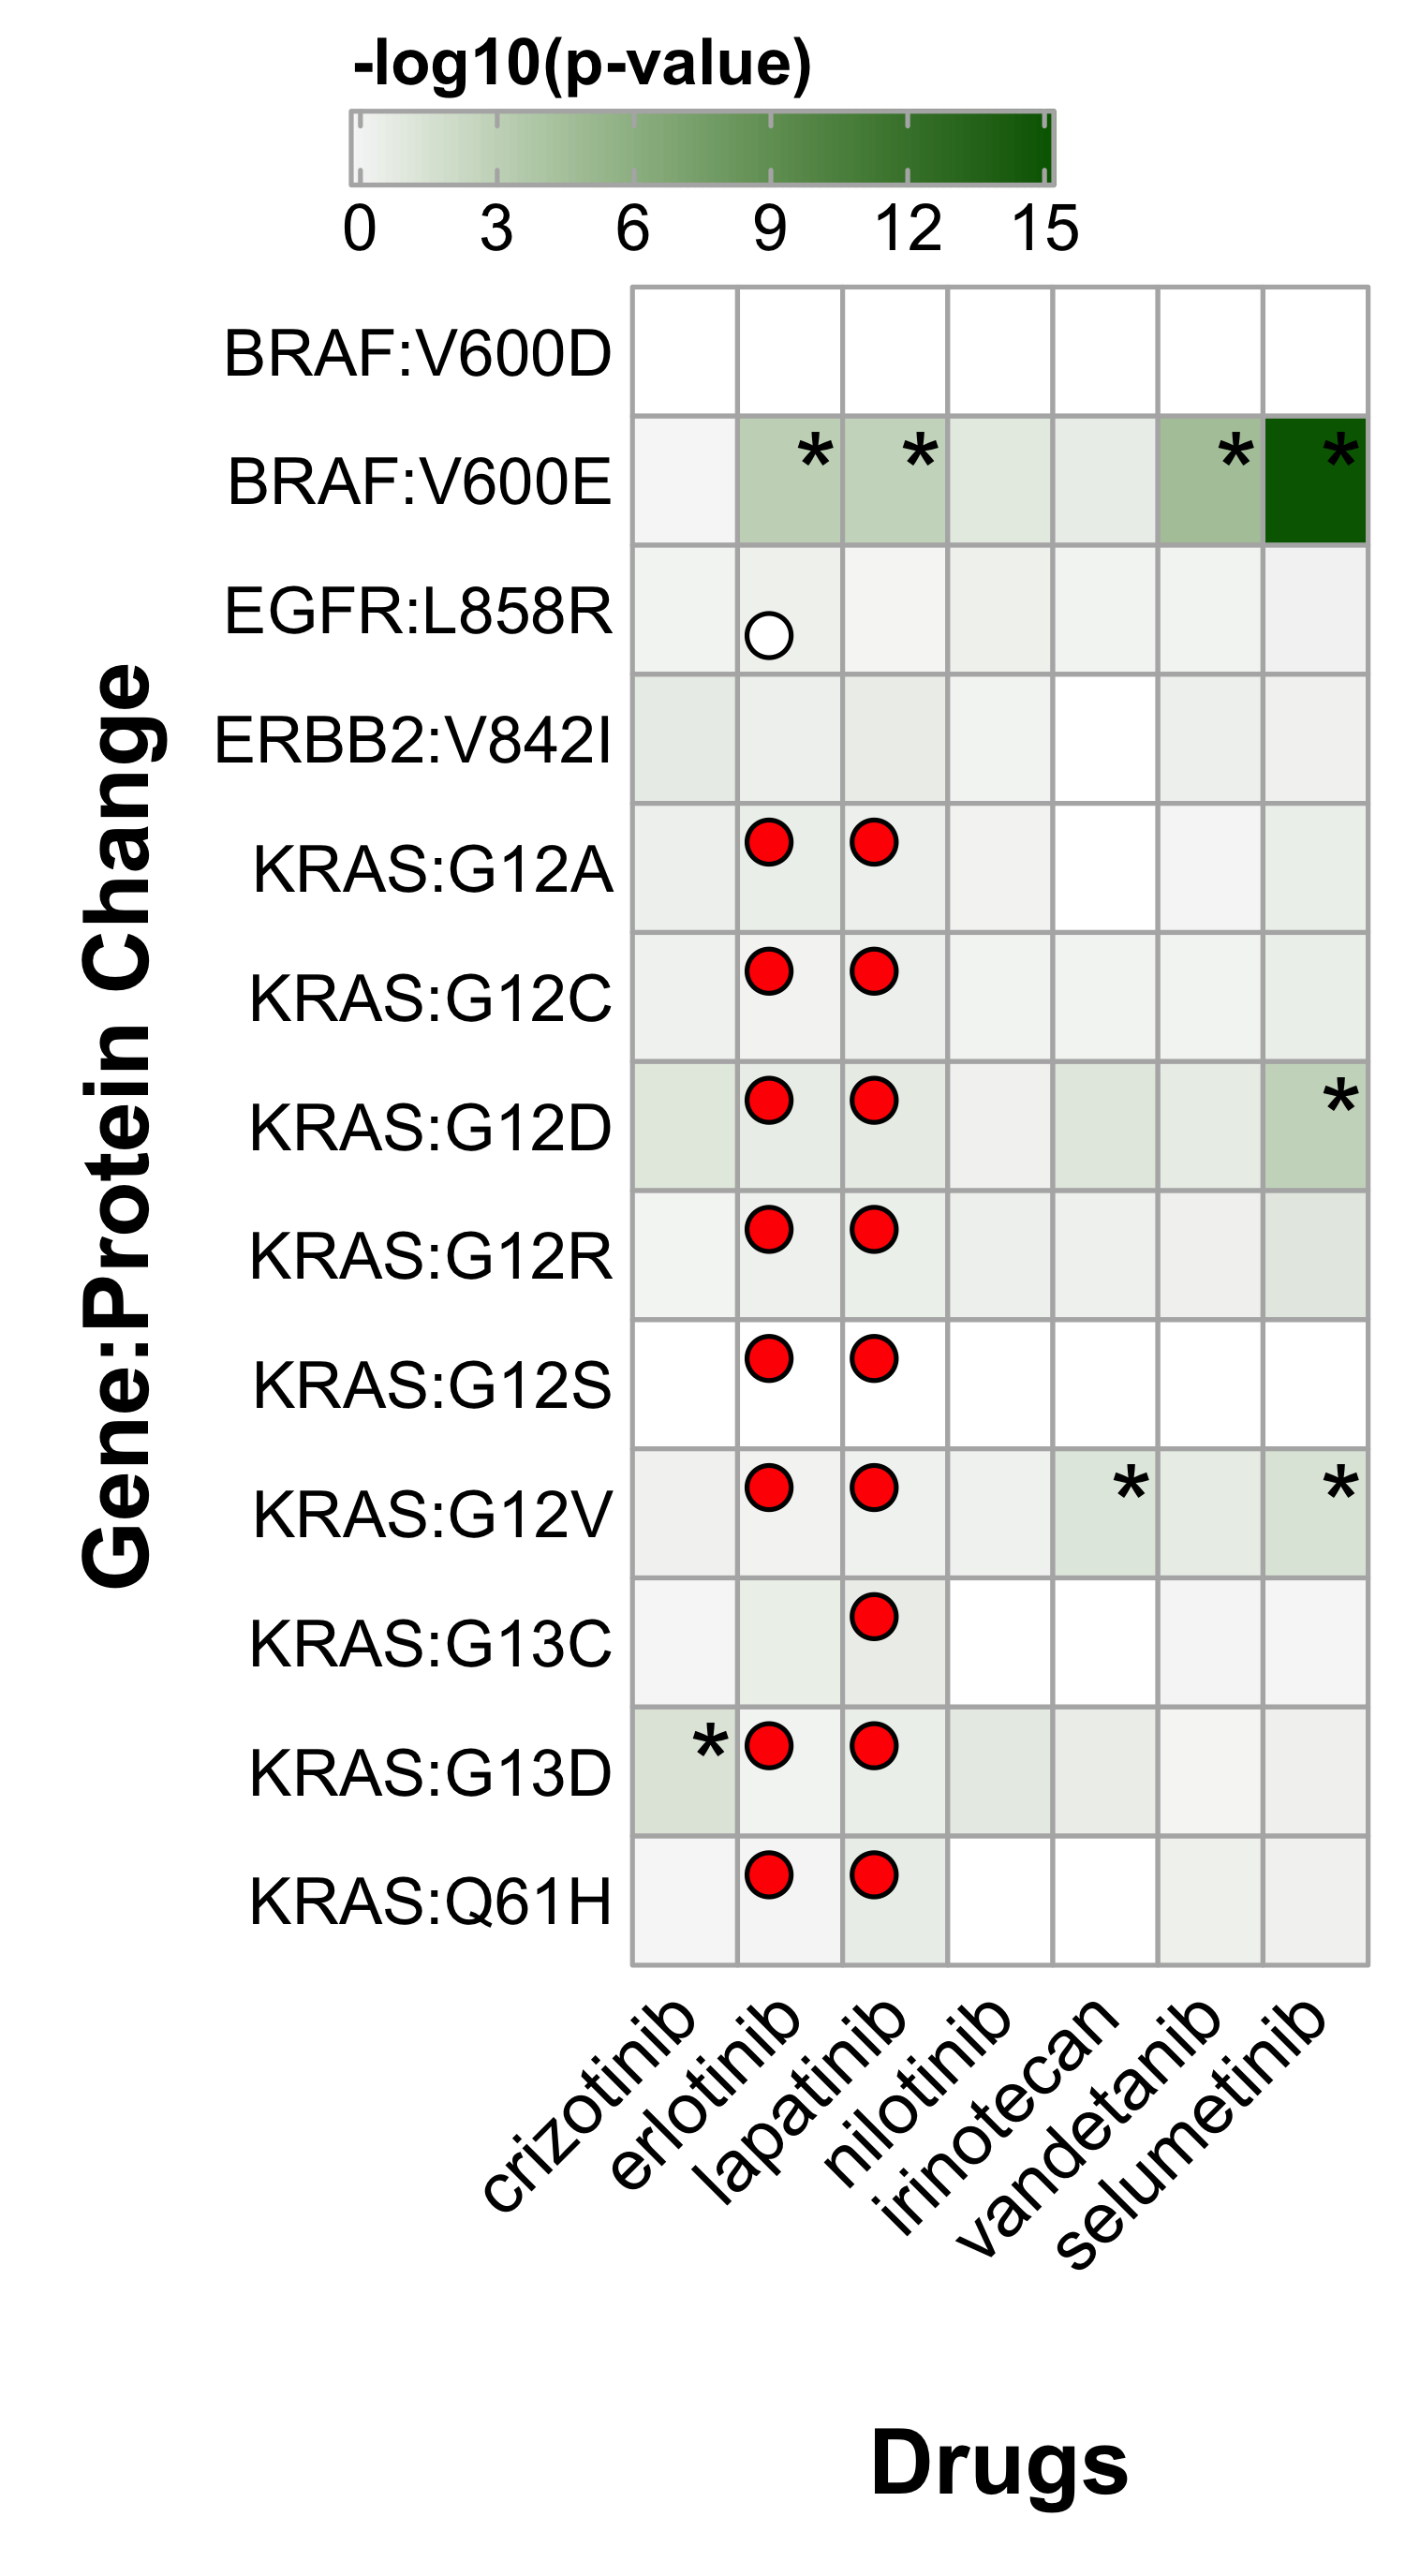 -log10(p-value)
0 3 6 9 12 15
BRAF:V600D
BRAF:V600E
* * * *
EGFR:L858R
ERBB2:V842I
KRAS:G12A
KRAS:G12C
KRAS:G12D
*
KRAS:G12R
KRAS:G12S
KRAS:G12V
* *
KRAS:G13C
KRAS:G13D
*
KRAS:Q61H
Gene:Protein Change
crizotinib
erlotinib
lapatinib
nilotinib
irinotecan
vandetanib
selumetinib
Drugs